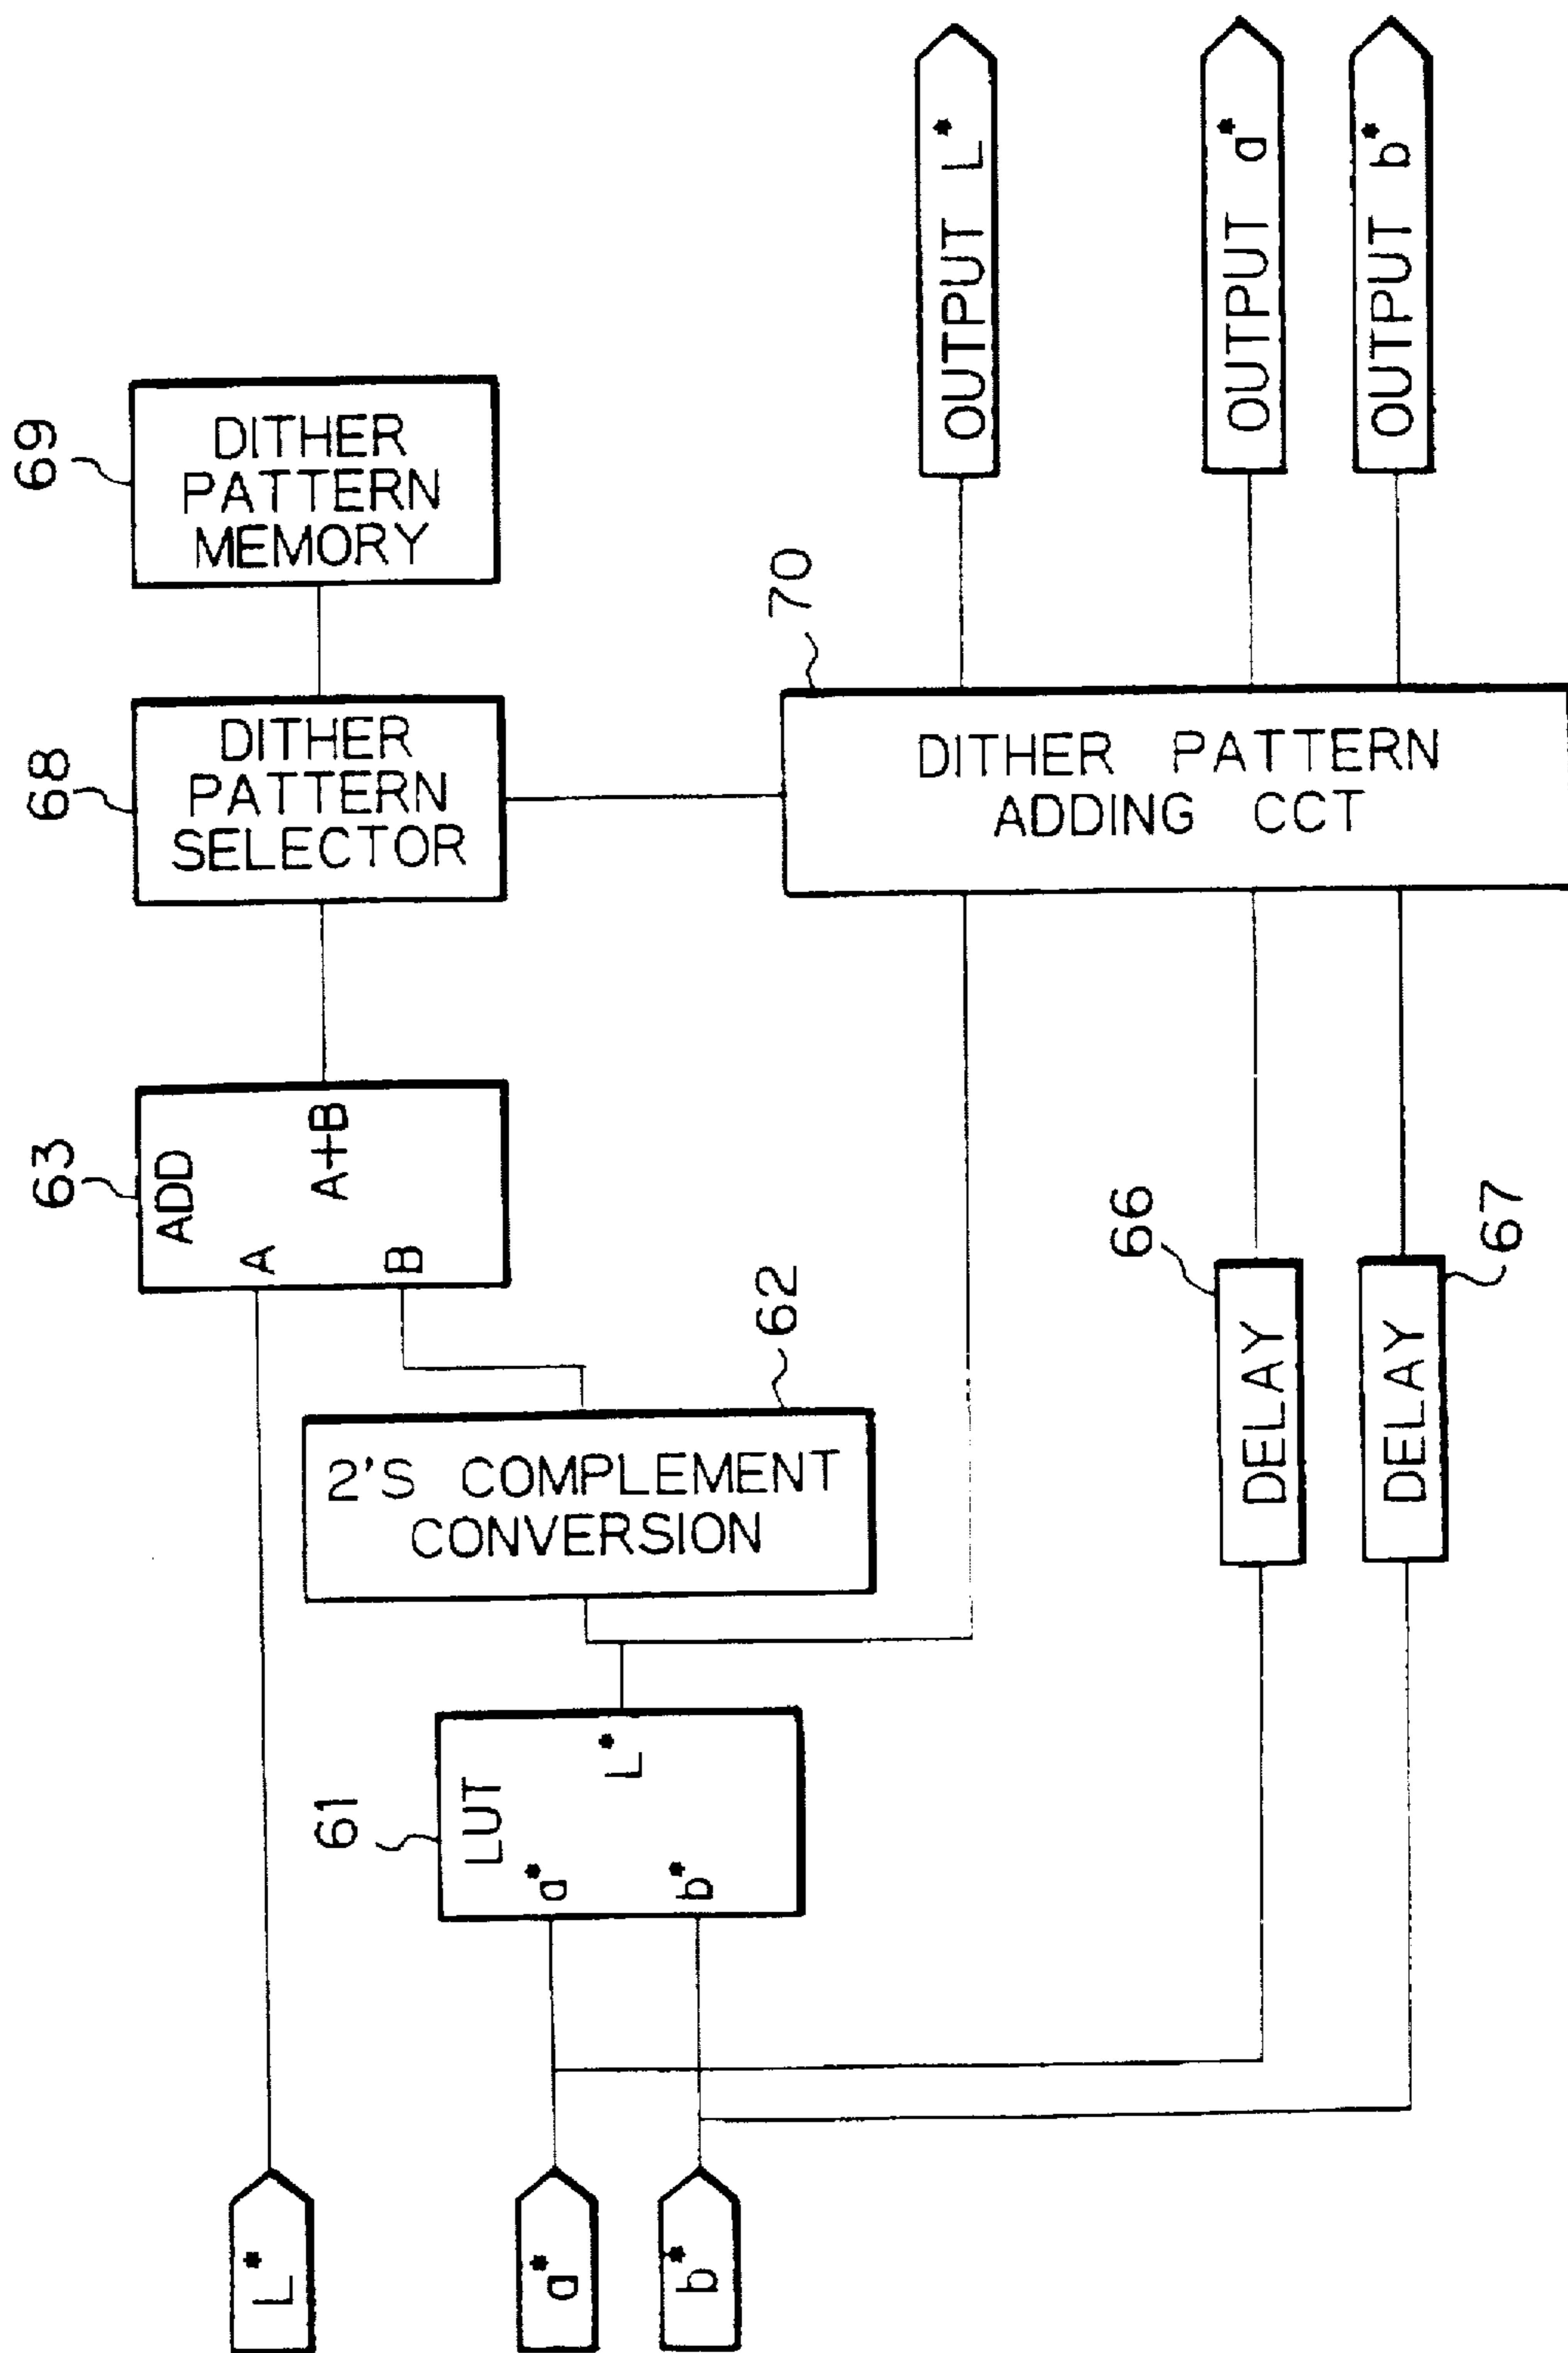 L*
a*
b*
61
LUT
a*
b*
L*
2'S COMPLEMENT
CONVERSION
62
63
ADD
A
B
A+B
68
DITHER
PATTERN
SELECTOR
69
DITHER
PATTERN
MEMORY
66
DELAY
DELAY
67
70
DITHER PATTERN
ADDING CCT
OUTPUT L*
OUTPUT a*
OUTPUT b*